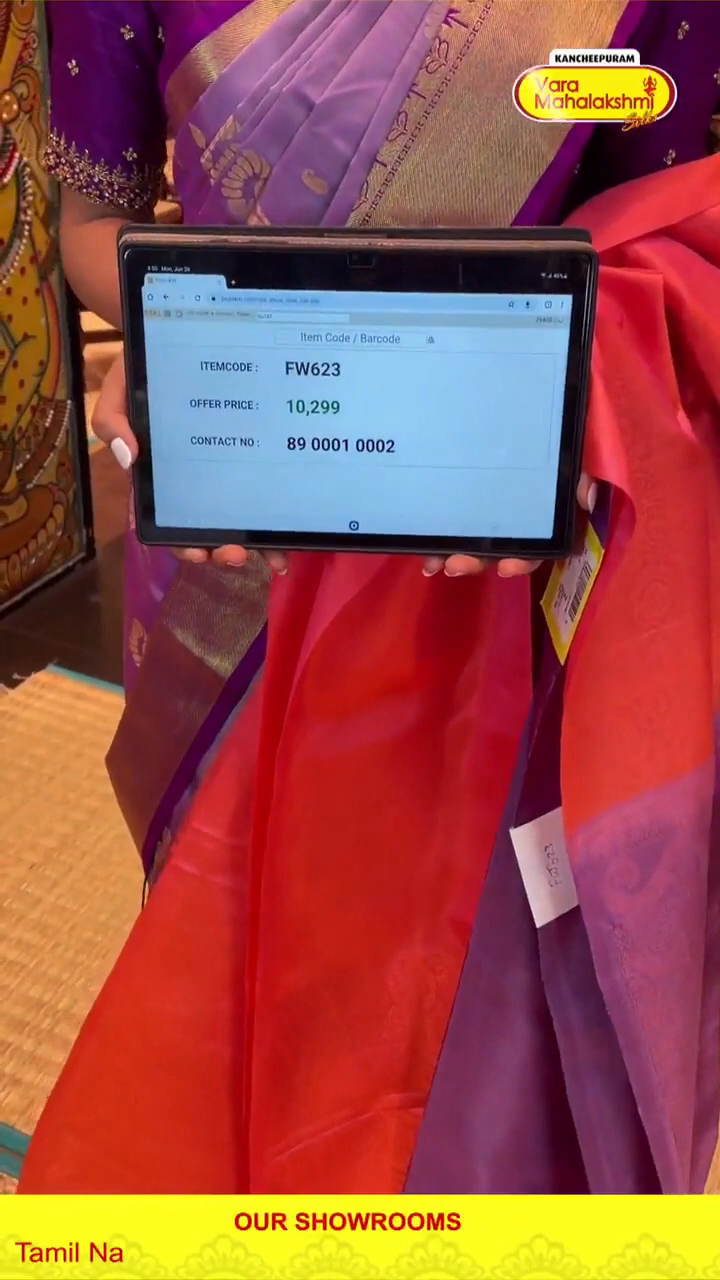 KANCHEEPURAM
Vara
Mahalakshmi
Silks
Item Code / Barcode
ITEMCODE : FW623
OFFER PRICE : 10,299
CONTACT NO : 89 0001 0002
OUR SHOWROOMS
Tamil Na